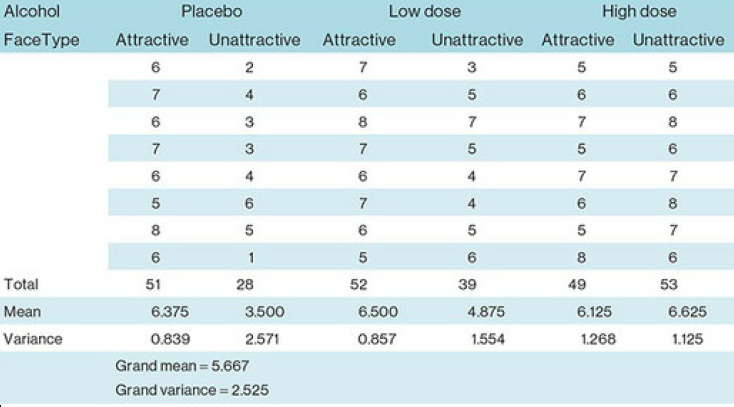 Alcohol Placebo Low dose High dose
FaceType Attractive Unattractive Attractive Unattractive Attractive Unattractive
6 2 7 3 5 5
7 4 6 5 6 6
6 3 8 7 7 8
7 3 7 5 5 6
6 4 6 4 7 7
5 6 7 4 6 8
8 5 6 5 5 7
6 1 5 6 8 6
Total 51 28 52 39 49 53
Mean 6.375 3.500 6.500 4.875 6.125 6.625
Variance 0.839 2.571 0.857 1.554 1.268 1.125
Grand mean = 5.667
Grand variance = 2.525